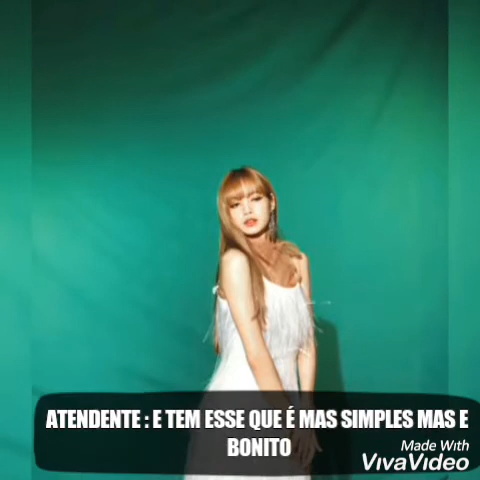 ATENDENTE : E TEM ESSE QUE É MAS SIMPLES MAS E
BONITO
Made With
VivaVideo